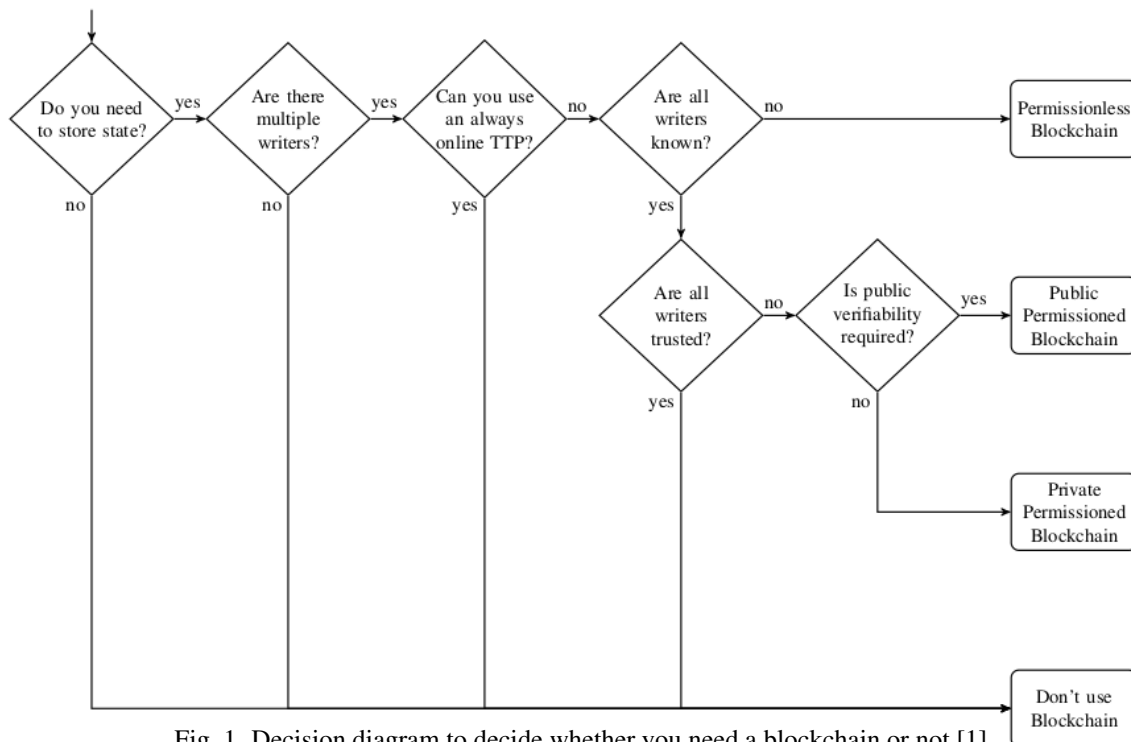 Do you need
to store state?
yes
Are there
multiple
writers?
yes
Can you use
an always
online TTP?
no
Are all
writers
known?
no
Permissionless
Blockchain
no
no
yes
yes
Are all
writers
trusted?
no
Is public
verifiability
required?
yes
Public
Permissioned
Blockchain
yes
no
Private
Permissioned
Blockchain
Don't use
Blockchain
Fig. 1. Decision diagram to decide whether you need a blockchain or not [1]